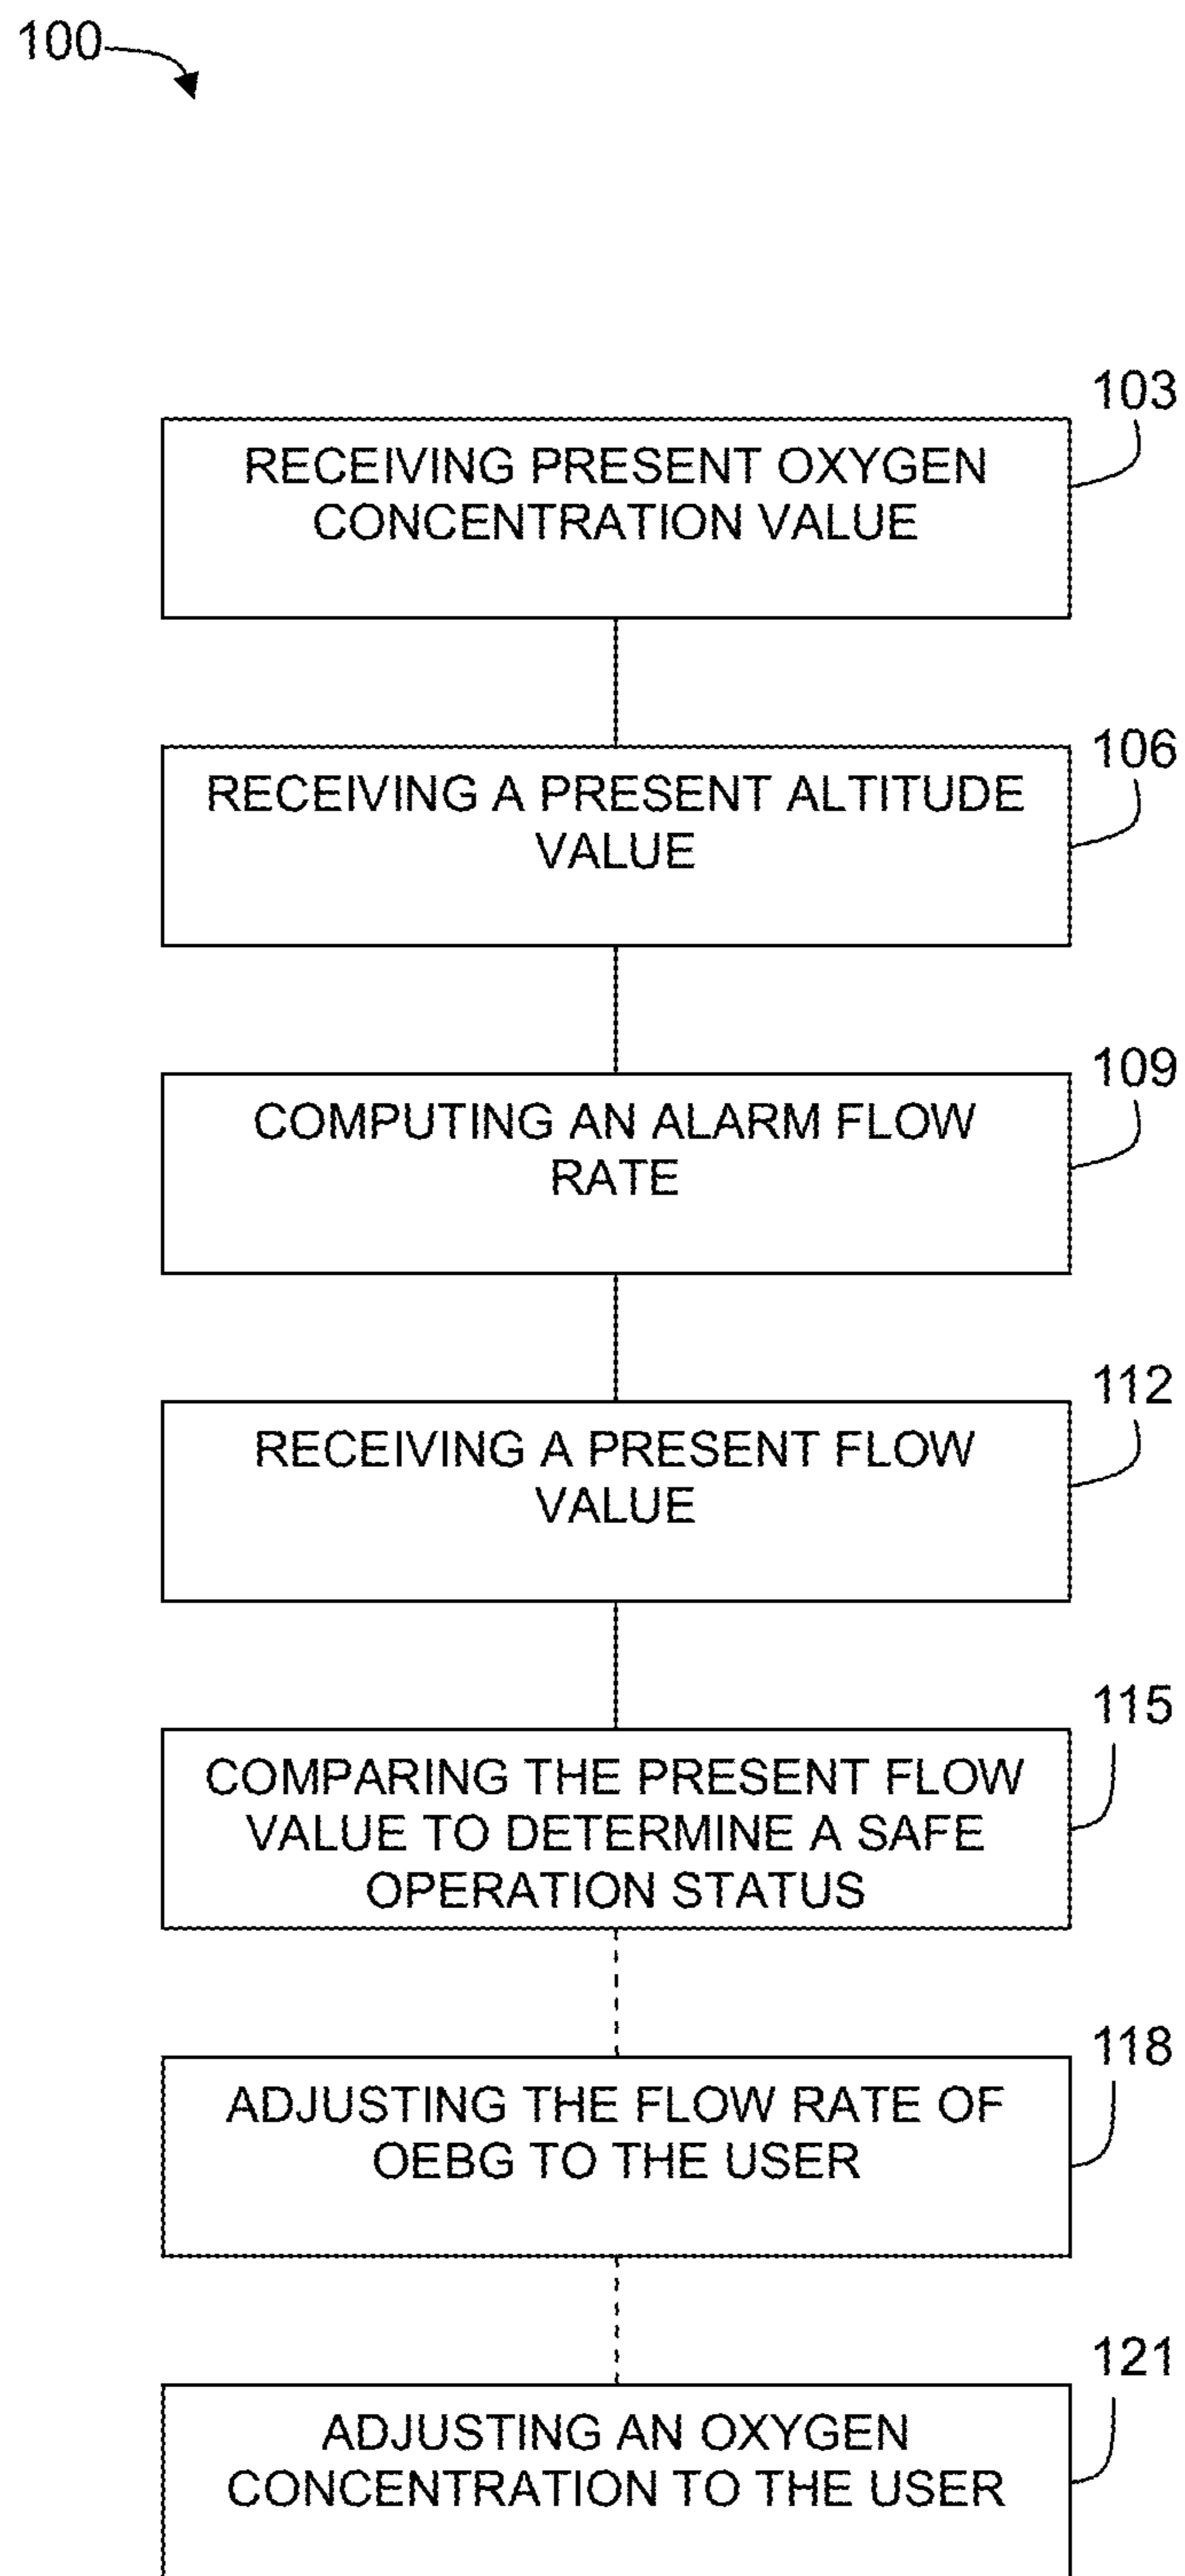 100
103
RECEIVING PRESENT OXYGEN
CONCENTRATION VALUE
106
RECEIVING A PRESENT ALTITUDE
VALUE
109
COMPUTING AN ALARM FLOW
RATE
112
RECEIVING A PRESENT FLOW
VALUE
115
COMPARING THE PRESENT FLOW
VALUE TO DETERMINE A SAFE
OPERATION STATUS
118
ADJUSTING THE FLOW RATE OF
OEBG TO THE USER
121
ADJUSTING AN OXYGEN
CONCENTRATION TO THE USER